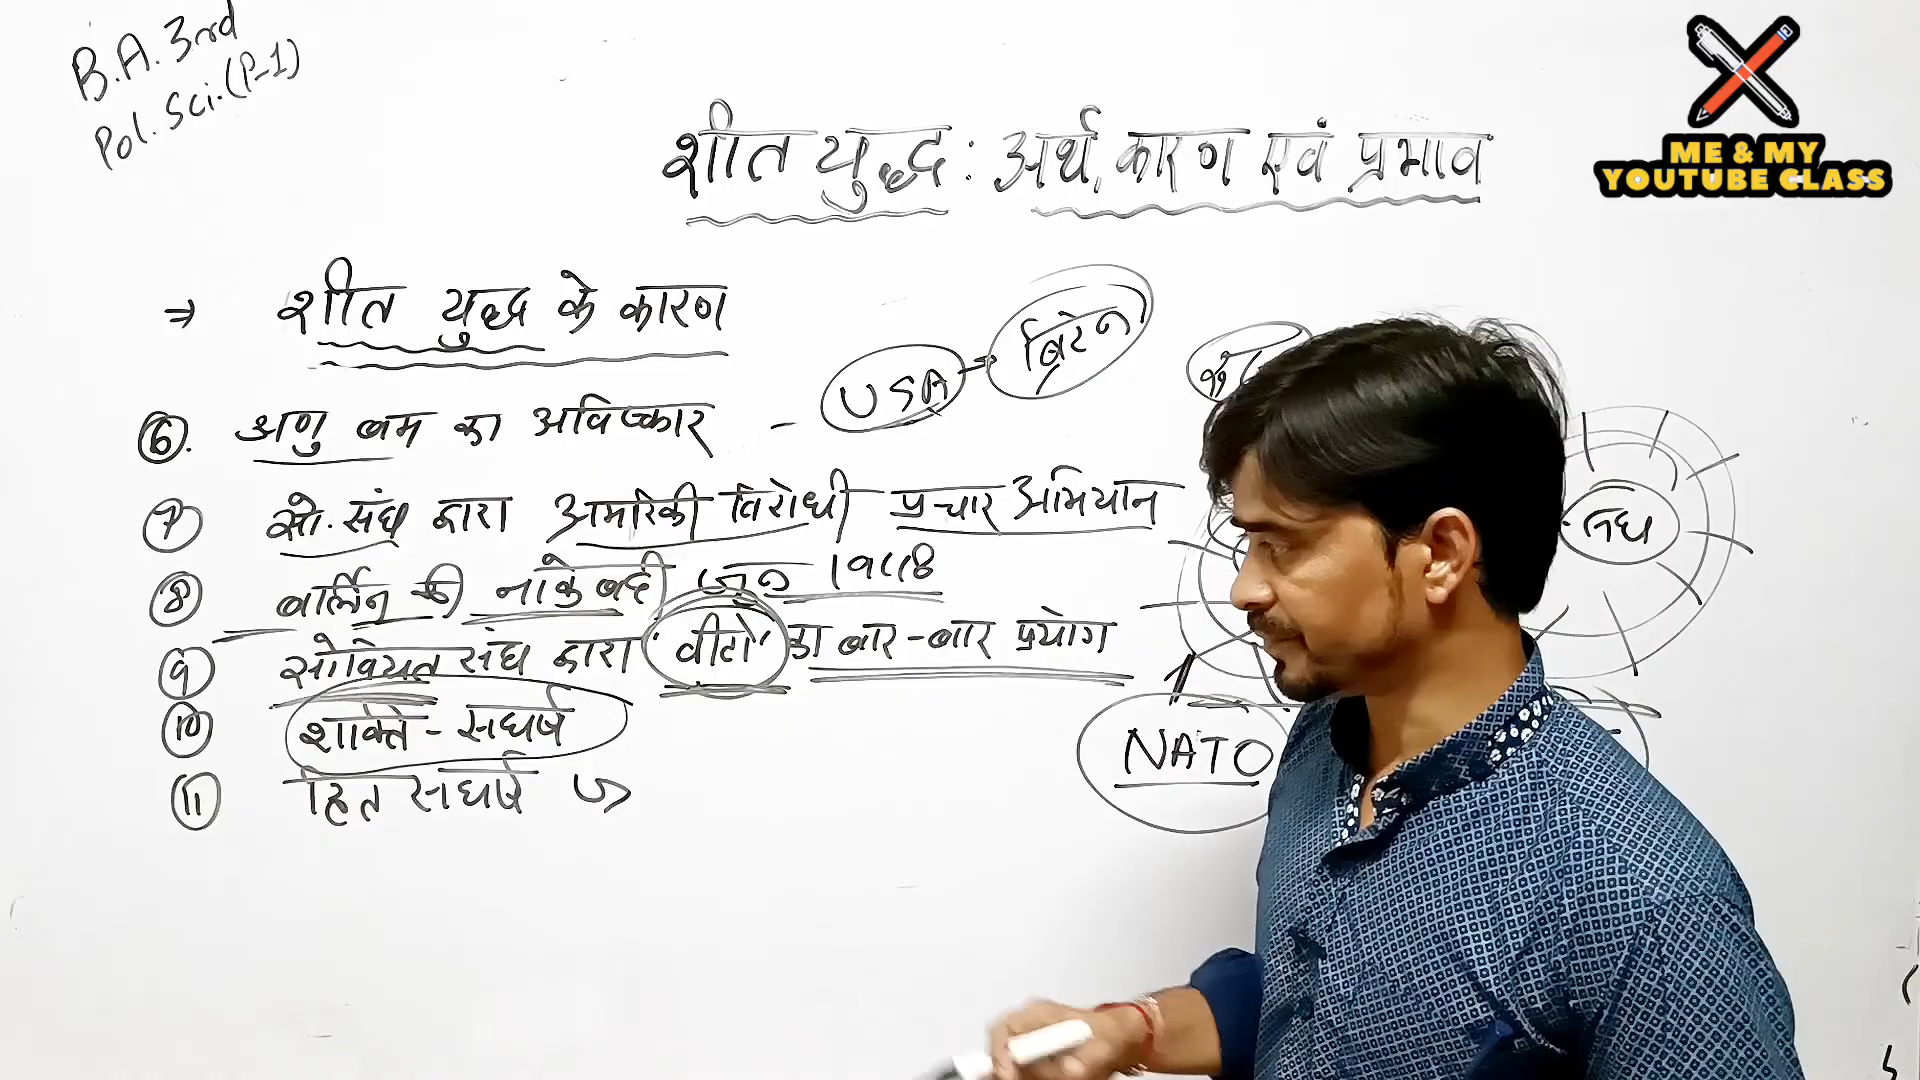 B.A. 3rd
Pol. Sci. (P-1)
ME & MY
YOUTUBE CLASS
शीत युद्ध : अर्थ, कारण एवं प्रभाव
⇒ शीत युद्ध के कारण
USA → ब्रिटेन
6. अणु बम का अविष्कार -
7 सो. संघ द्वारा अमरिकी विरोधी प्रचार अभियान
8 बर्लिन की नाकेबंदी जून 1948
9 सोवियत संघ द्वारा 'वीटो' का बार-बार प्रयोग
10 शक्ति - संघर्ष
11 हित संघर्ष
NATO